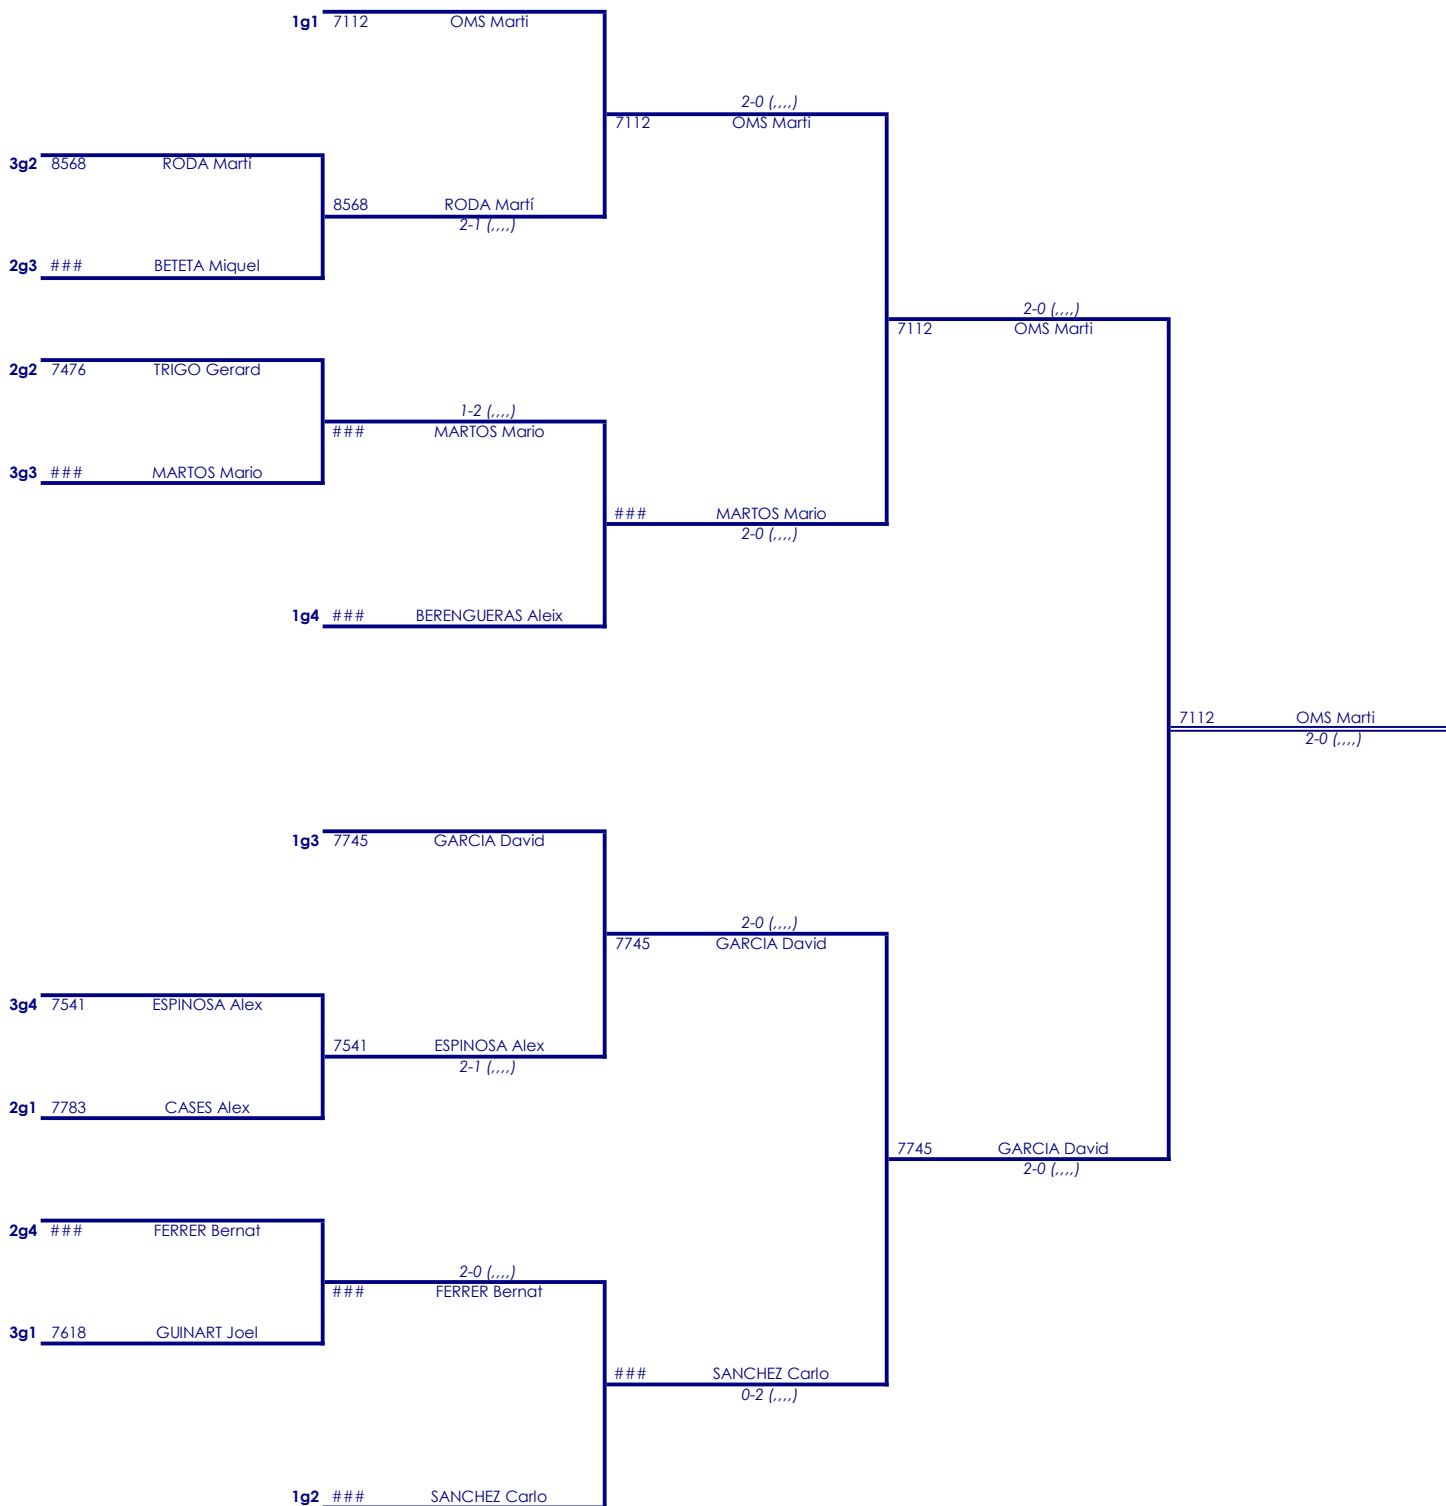 1g1 7112 OMS Marti
2-0 (,,,,)
7112 OMS Marti
3g2 8568 RODA Martí
8568 RODA Martí
2-1 (,,,,)
2g3 ### BETETA Miquel
2-0 (,,,,)
7112 OMS Marti
2g2 7476 TRIGO Gerard
1-2 (,,,,)
### MARTOS Mario
3g3 ### MARTOS Mario
### MARTOS Mario
2-0 (,,,,)
1g4 ### BERENGUERAS Aleix
7112 OMS Marti
2-0 (,,,,)
1g3 7745 GARCIA David
2-0 (,,,,)
7745 GARCIA David
3g4 7541 ESPINOSA Alex
7541 ESPINOSA Alex
2-1 (,,,,)
2g1 7783 CASES Alex
7745 GARCIA David
2-0 (,,,,)
2g4 ### FERRER Bernat
2-0 (,,,,)
### FERRER Bernat
3g1 7618 GUINART Joel
### SANCHEZ Carlo
0-2 (,,,,)
1g2 ### SANCHEZ Carlo